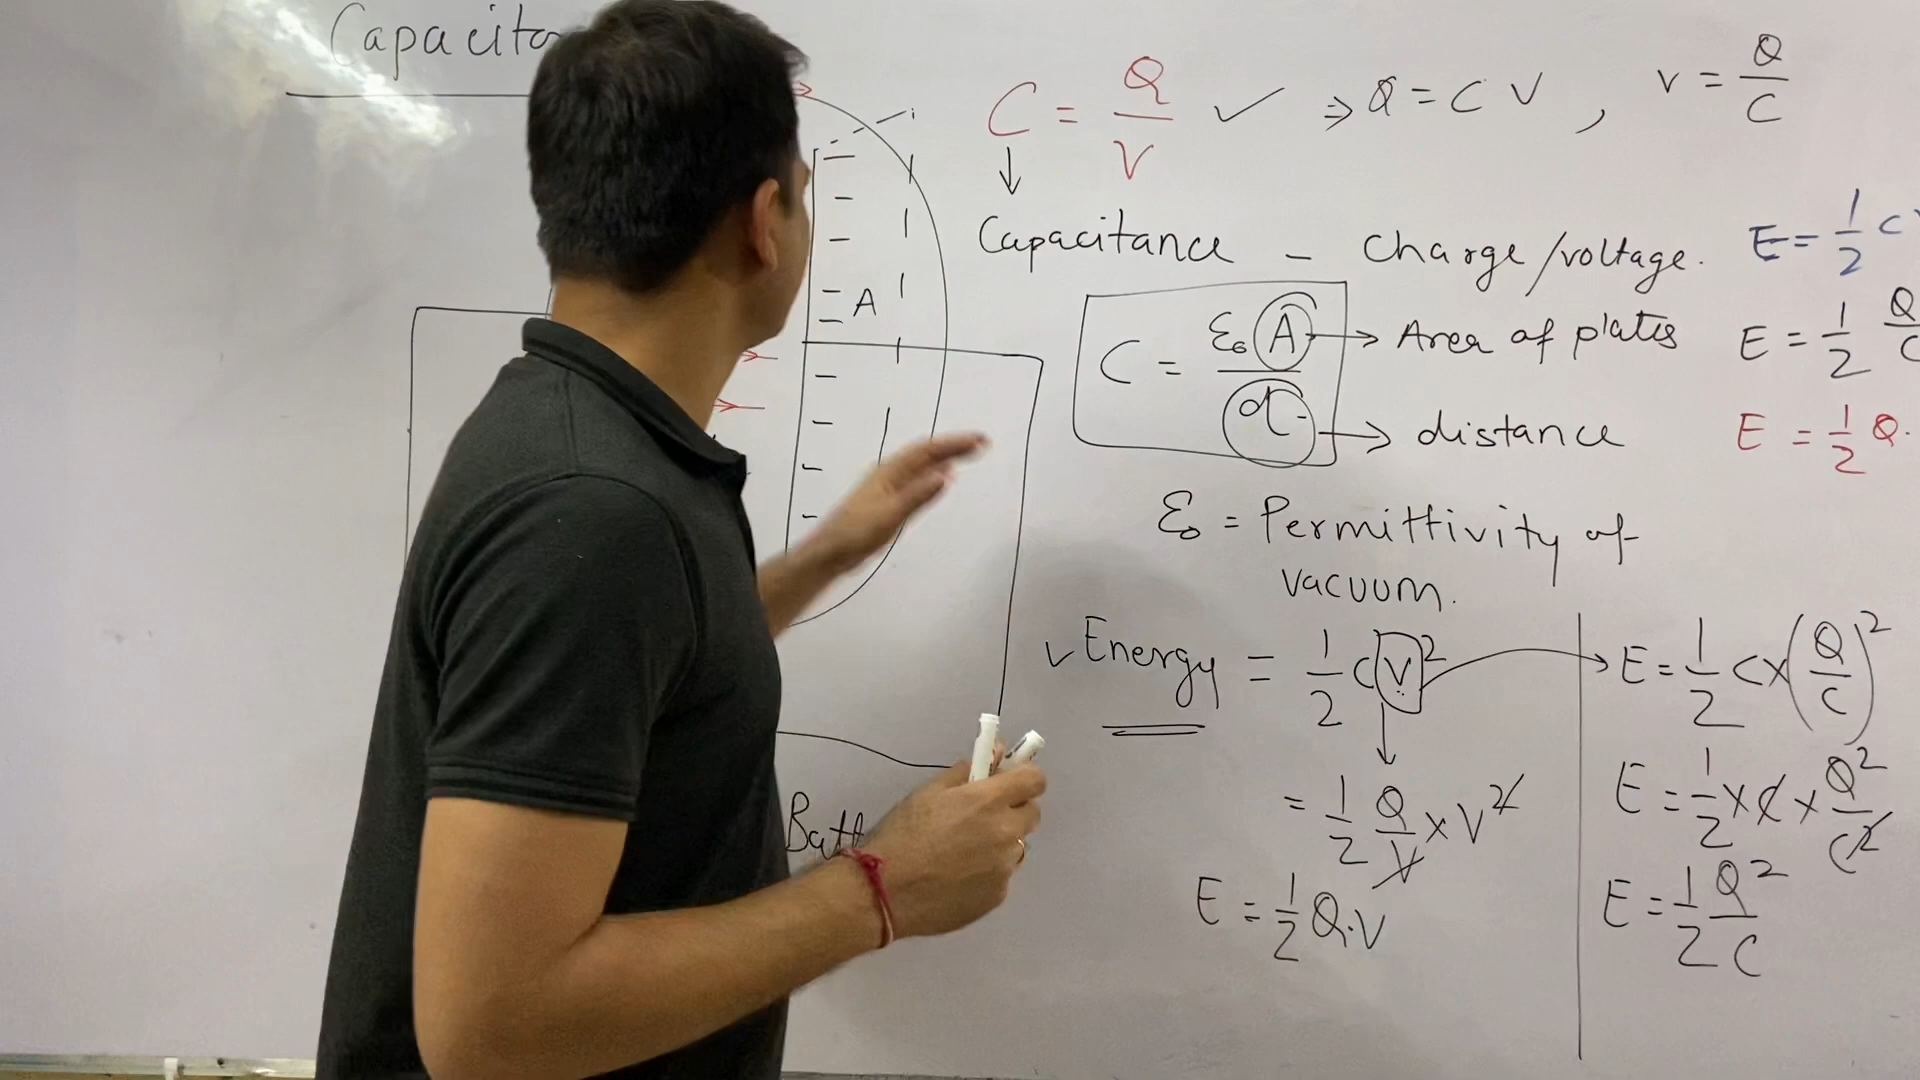 Capacito
C = Q/V ✓ ⇒ Q = CV , V = Q/C
↓
Capacitance – Charge/voltage.
E = 1/2 C
A
C = ε₀A/d
→ Area of plates
→ distance
E = 1/2 Q/C
E = 1/2 Q.
ε₀ = Permittivity of
vacuum.
✓ Energy = 1/2 CV²
= 1/2 Q/V × V²
E = 1/2 Q.V
E = 1/2 C×(Q/C)²
E = 1/2 × C × Q²/C²
E = 1/2 Q²/C
Batt